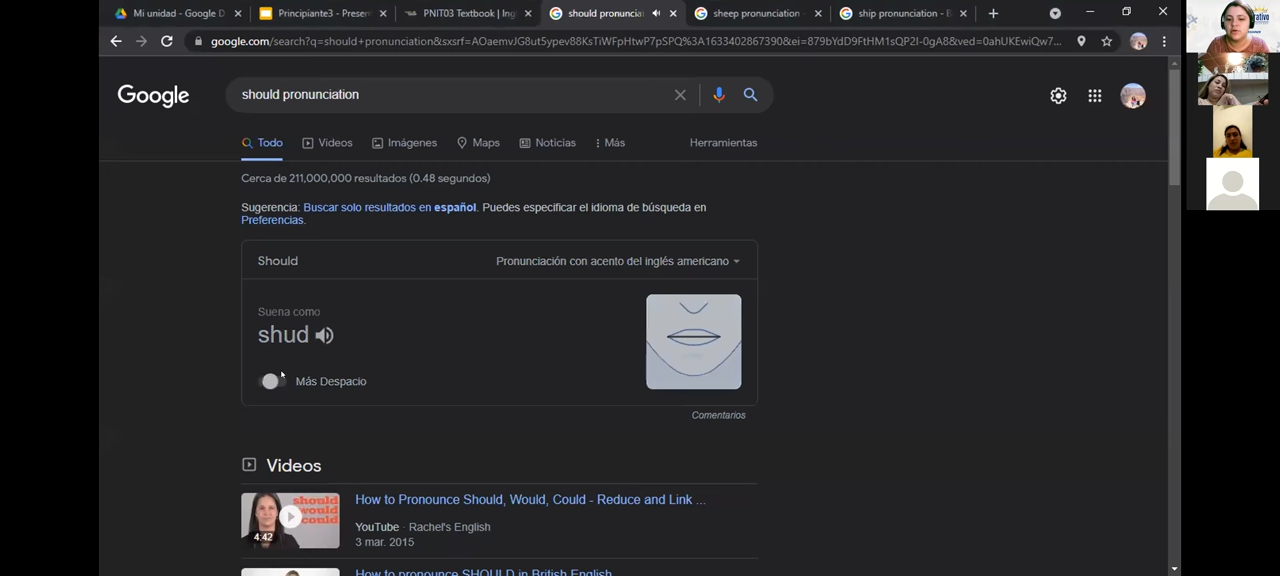 Mi unidad - Google D
Principiante3 - Present
PNIT03 Textbook | Ing
should pronuncia
sheep pronunciation -
ship pronunciation - B
google.com/search?q=should+pronunciation&sxsrf=AOaemvJG8ut5ypev88KsTiWFpHtwP7pSPQ%3A1633402867390&ei=879bYdD9FtHM1sQP2I-0gA8&ved=0ahUKEwiQw7...
Google
should pronunciation
Todo
Videos
Imágenes
Maps
Noticias
Más
Herramientas
Cerca de 211,000,000 resultados (0.48 segundos)
Sugerencia: Buscar solo resultados en español. Puedes especificar el idioma de búsqueda en
Preferencias.
Should
Pronunciación con acento del inglés americano
Suena como
shud
Más Despacio
Comentarios
Videos
should
would
could
4:42
How to Pronounce Should, Would, Could - Reduce and Link ...
YouTube · Rachel's English
3 mar. 2015
How to pronounce SHOULD in British English